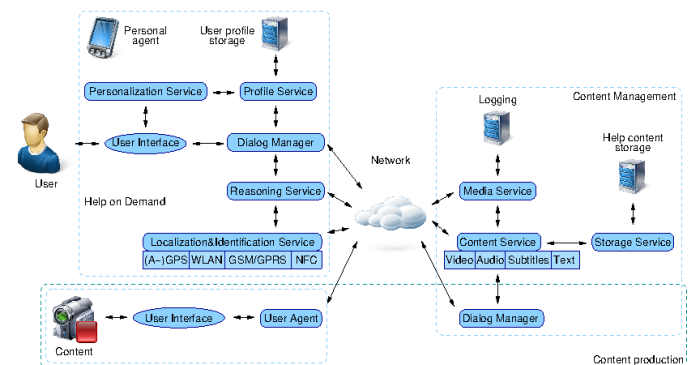 Personal
agent
User profile
storage
Personalization Service
Profile Service
User Interface
Dialog Manager
User
Reasoning Service
Help on Demand
Localization&Identification Service
(A-)GPS WLAN GSM/GPRS NFC
Network
Content Management
Logging
Help content
storage
Media Service
Content Service
Storage Service
Video Audio Subtitles Text
Dialog Manager
Content
User Interface
User Agent
Content production